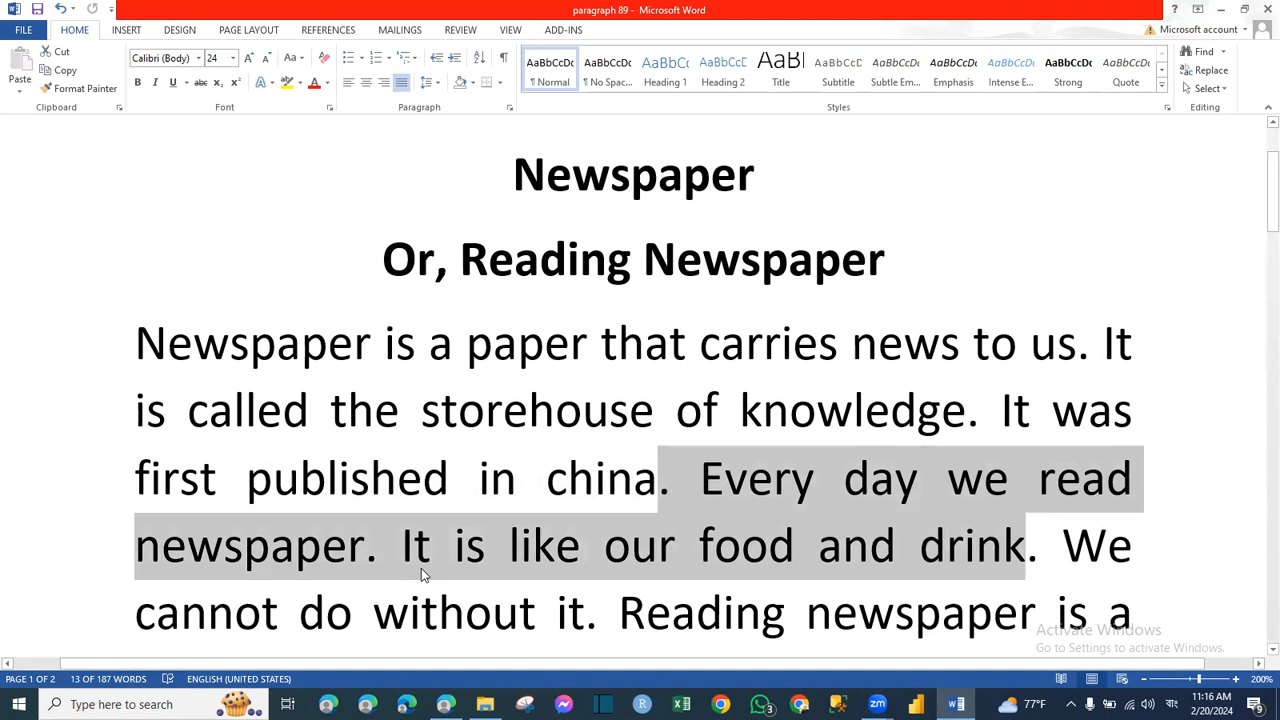 paragraph 89 - Microsoft Word
FILE HOME INSERT DESIGN PAGE LAYOUT REFERENCES MAILINGS REVIEW VIEW ADD-INS Microsoft account
Paste Cut Copy Format Painter
Calibri (Body) 24
AaBbCcDc AaBbCcDc AaBbC AaBbCc AaBl AaBbCcDc AaBbCcDc AaBbCcDc AaBbCcDc AaBbCcDc AaBbCcDc
¶ Normal ¶ No Spac... Heading 1 Heading 2 Title Subtitle Subtle Em... Emphasis Intense E... Strong Quote
Find Replace Select
Clipboard Font Paragraph Styles Editing
Newspaper
Or, Reading Newspaper
Newspaper is a paper that carries news to us. It
is called the storehouse of knowledge. It was
first published in china. Every day we read
newspaper. It is like our food and drink. We
cannot do without it. Reading newspaper is a
Activate Windows
Go to Settings to activate Windows.
PAGE 1 OF 2 13 OF 187 WORDS ENGLISH (UNITED STATES) 200%
Type here to search 77°F 11:16 AM
2/20/2024